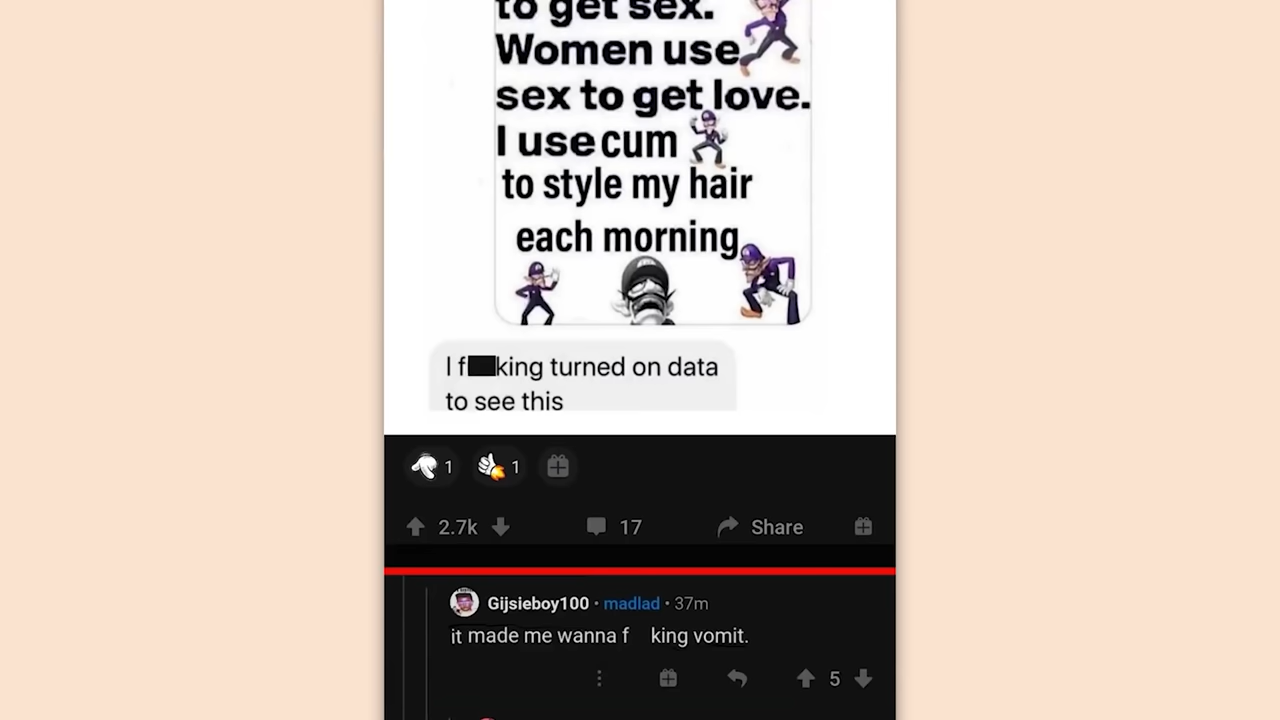 to get sex.
Women use
sex to get love.
I use cum
to style my hair
each morning
I f king turned on data
to see this
1 1
2.7k 17 Share
Gijsieboy100 • madlad • 37m
it made me wanna f king vomit.
5